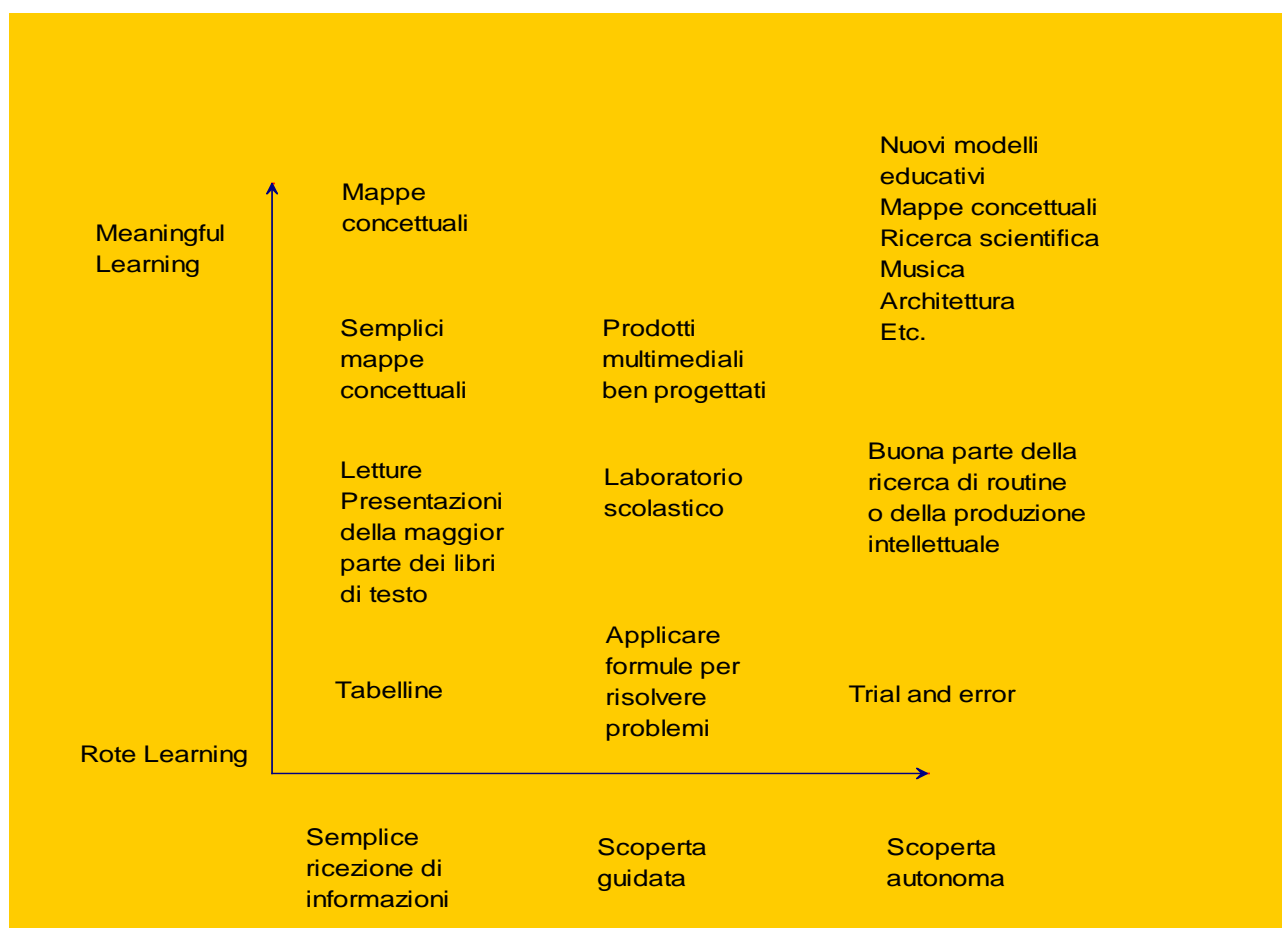 Nuovi modelli
educativi
Mappe concettuali
Ricerca scientifica
Musica
Architettura
Etc.
Mappe
concettuali
Meaningful
Learning
Semplici
mappe
concettuali
Prodotti
multimediali
ben progettati
Letture
Presentazioni
della maggior
parte dei libri
di testo
Laboratorio
scolastico
Buona parte della
ricerca di routine
o della produzione
intellettuale
Tabelline
Applicare
formule per
risolvere
problemi
Trial and error
Rote Learning
Semplice
ricezione di
informazioni
Scoperta
guidata
Scoperta
autonoma